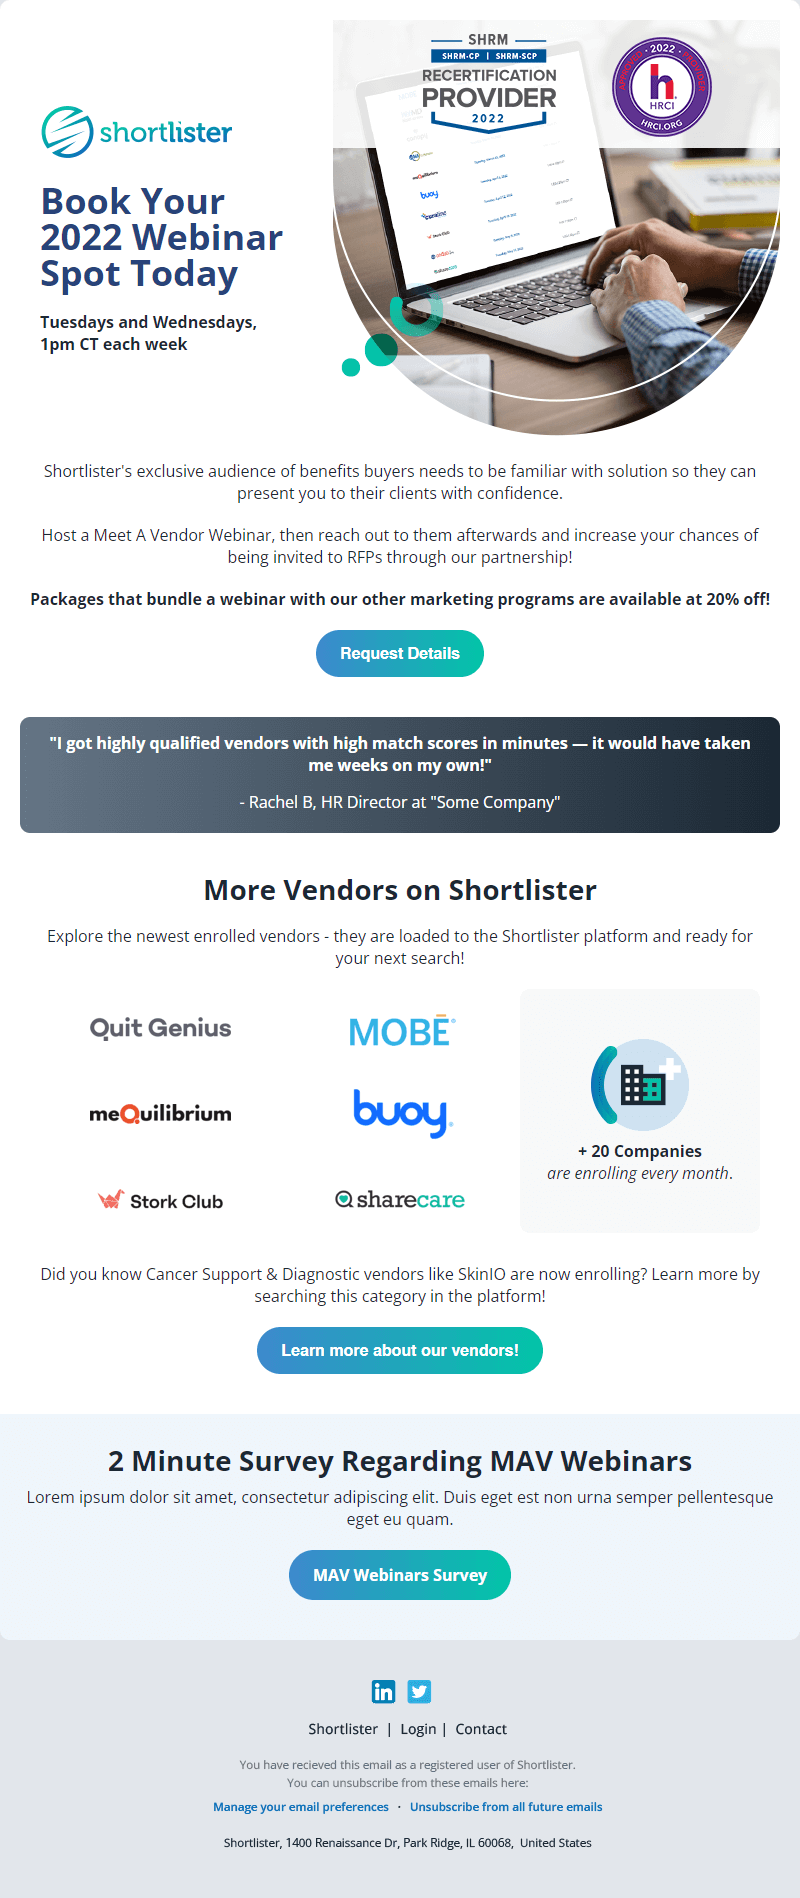 SHRM
SHRM-CP | SHRM-SCP
RECERTIFICATION
PROVIDER
2022
APPROVED • 2022 • PROVIDER
h
HRCI
HRCI.ORG
shortlister
Book Your
2022 Webinar
Spot Today
Tuesdays and Wednesdays,
1pm CT each week
meQuilibrium
buoy
Stork Club
sharecare
Shortlister's exclusive audience of benefits buyers needs to be familiar with solution so they can
present you to their clients with confidence.
Host a Meet A Vendor Webinar, then reach out to them afterwards and increase your chances of
being invited to RFPs through our partnership!
Packages that bundle a webinar with our other marketing programs are available at 20% off!
Request Details
"I got highly qualified vendors with high match scores in minutes — it would have taken
me weeks on my own!"
- Rachel B, HR Director at "Some Company"
More Vendors on Shortlister
Explore the newest enrolled vendors - they are loaded to the Shortlister platform and ready for
your next search!
Quit Genius
MOBĒ
meQuilibrium
buoy
Stork Club
sharecare
+ 20 Companies
are enrolling every month.
Did you know Cancer Support & Diagnostic vendors like SkinIO are now enrolling? Learn more by
searching this category in the platform!
Learn more about our vendors!
2 Minute Survey Regarding MAV Webinars
Lorem ipsum dolor sit amet, consectetur adipiscing elit. Duis eget est non urna semper pellentesque
eget eu quam.
MAV Webinars Survey
in
Shortlister | Login | Contact
You have recieved this email as a registered user of Shortlister.
You can unsubscribe from these emails here:
Manage your email preferences · Unsubscribe from all future emails
Shortlister, 1400 Renaissance Dr, Park Ridge, IL 60068, United States